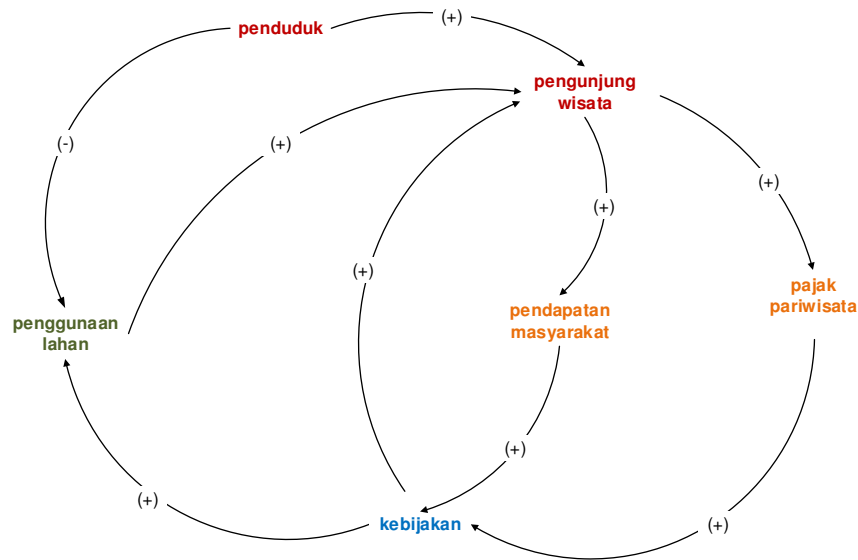 penduduk
(+)
pengunjung
wisata
(-)
(+)
(+)
(+)
(+)
pajak
pariwisata
pendapatan
masyarakat
penggunaan
lahan
(+)
(+)
kebijakan
(+)